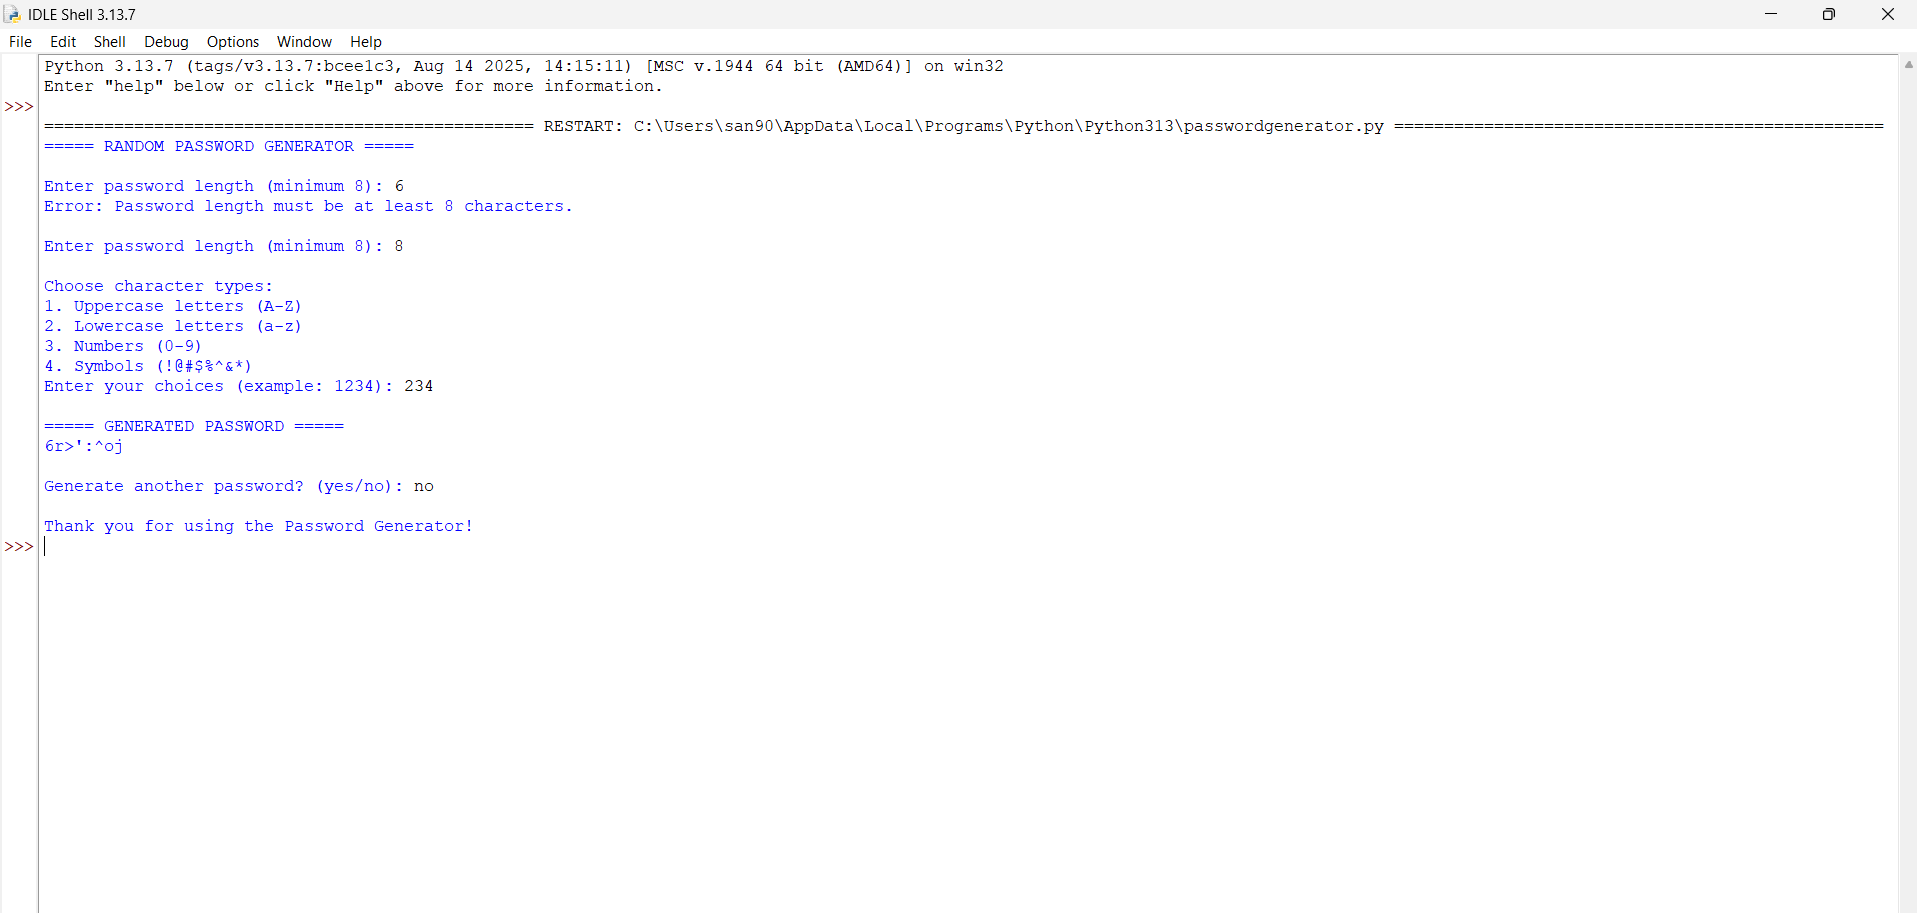 IDLE Shell 3.13.7
File Edit Shell Debug Options Window Help
Python 3.13.7 (tags/v3.13.7:bcee1c3, Aug 14 2025, 14:15:11) [MSC v.1944 64 bit (AMD64)] on win32
Enter "help" below or click "Help" above for more information.
>>>
================================================= RESTART: C:\Users\san90\AppData\Local\Programs\Python\Python313\passwordgenerator.py =================================================
===== RANDOM PASSWORD GENERATOR =====
Enter password length (minimum 8): 6
Error: Password length must be at least 8 characters.
Enter password length (minimum 8): 8
Choose character types:
1. Uppercase letters (A-Z)
2. Lowercase letters (a-z)
3. Numbers (0-9)
4. Symbols (!@#$%^&*)
Enter your choices (example: 1234): 234
===== GENERATED PASSWORD =====
6r>':^oj
Generate another password? (yes/no): no
Thank you for using the Password Generator!
>>>